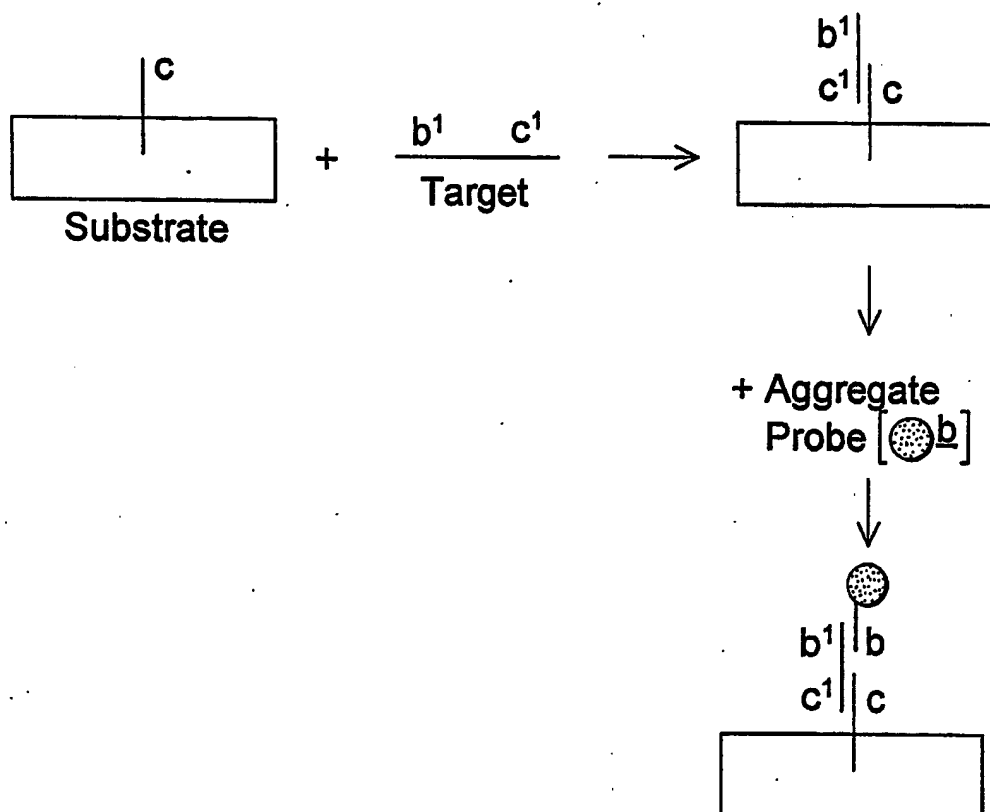 c
+
b¹ c¹
Target
Substrate
b¹
c¹ c
+ Aggregate
Probe [b]
b¹ b
c¹ c